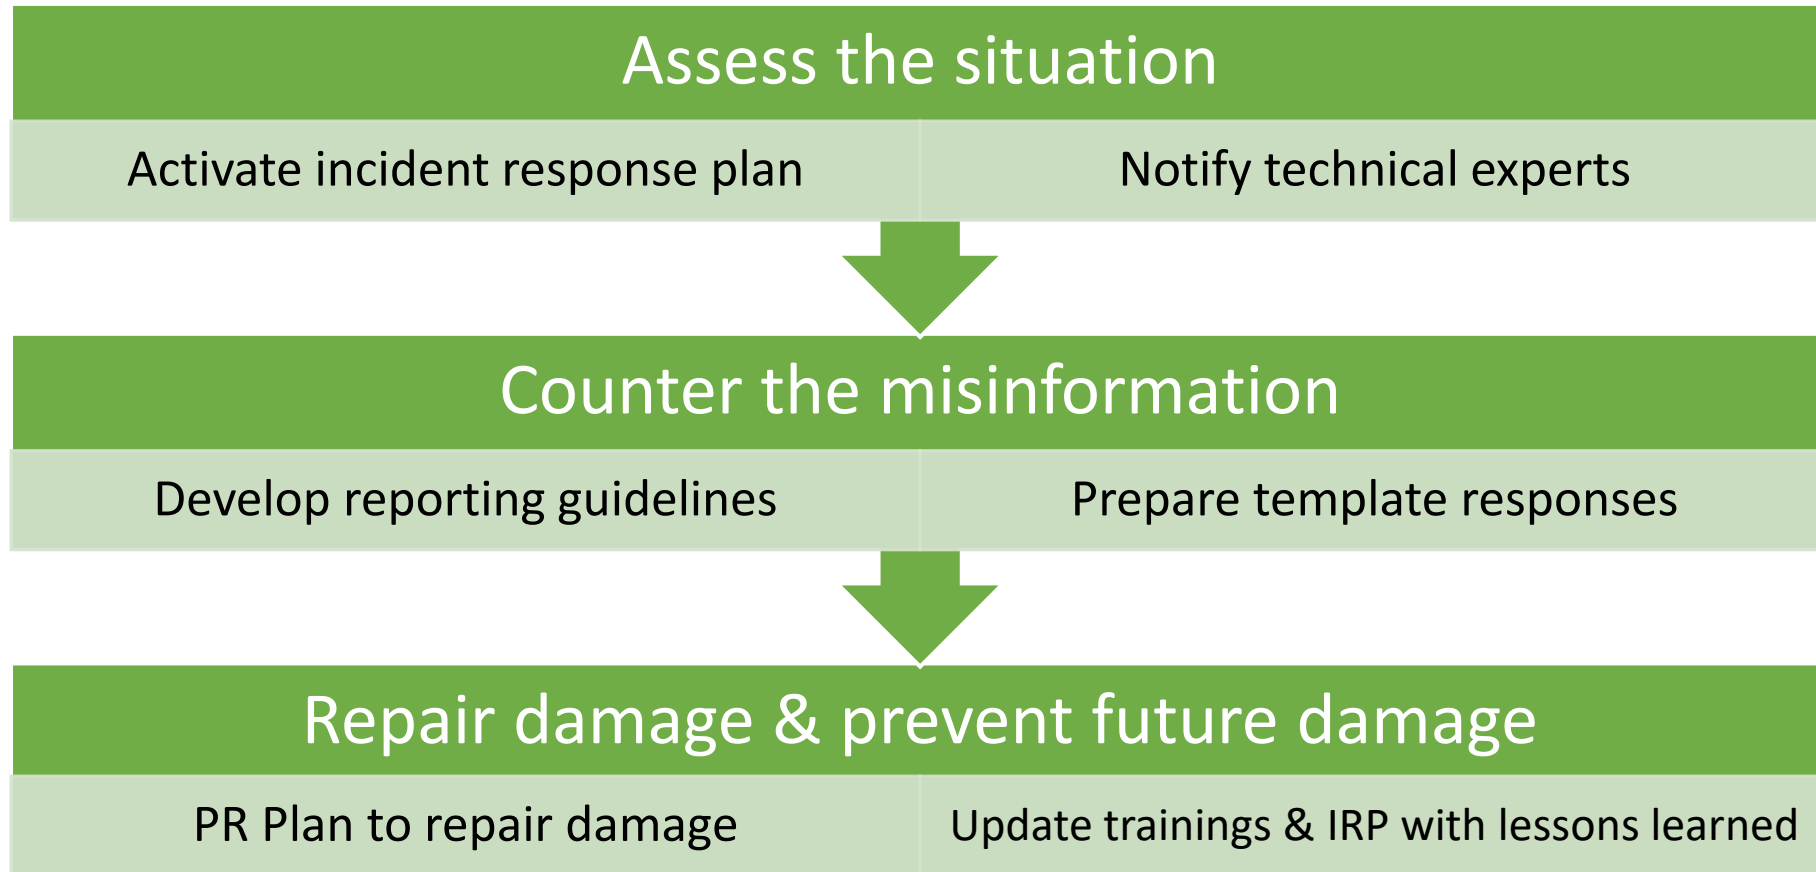 Assess the situation
Activate incident response plan
Notify technical experts
Counter the misinformation
Develop reporting guidelines
Prepare template responses
Repair damage & prevent future damage
PR Plan to repair damage
Update trainings & IRP with lessons learned